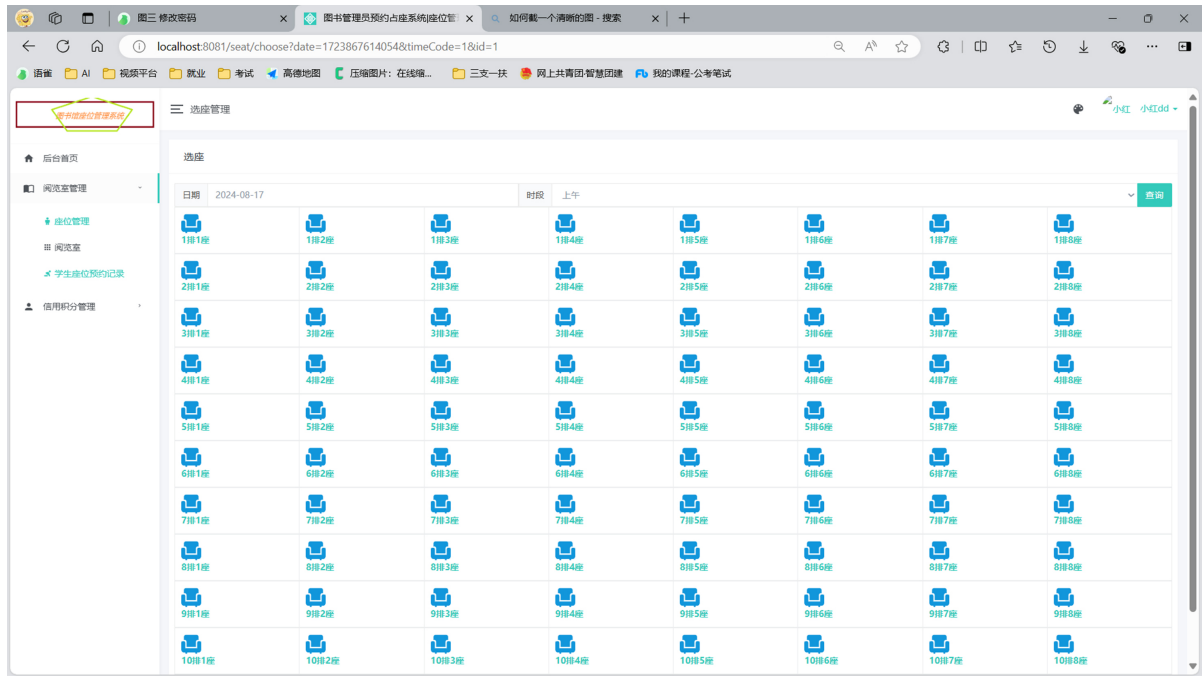 图三 修改密码
图书管理员预约占座系统|座位管
如何截一个清晰的图 - 搜索
localhost:8081/seat/choose?date=1723867614054&timeCode=1&id=1
语雀 AI 视频平台 就业 考试 高德地图 压缩图片：在线缩... 三支一扶 网上共青团·智慧团建 我的课程-公考笔试
图书馆座位管理系统
选座管理
小红 小红dd
后台首页
阅览室管理
座位管理
阅览室
学生座位预约记录
信用积分管理
选座
日期 2024-08-17 时段 上午 查询
1排1座 1排2座 1排3座 1排4座 1排5座 1排6座 1排7座 1排8座
2排1座 2排2座 2排3座 2排4座 2排5座 2排6座 2排7座 2排8座
3排1座 3排2座 3排3座 3排4座 3排5座 3排6座 3排7座 3排8座
4排1座 4排2座 4排3座 4排4座 4排5座 4排6座 4排7座 4排8座
5排1座 5排2座 5排3座 5排4座 5排5座 5排6座 5排7座 5排8座
6排1座 6排2座 6排3座 6排4座 6排5座 6排6座 6排7座 6排8座
7排1座 7排2座 7排3座 7排4座 7排5座 7排6座 7排7座 7排8座
8排1座 8排2座 8排3座 8排4座 8排5座 8排6座 8排7座 8排8座
9排1座 9排2座 9排3座 9排4座 9排5座 9排6座 9排7座 9排8座
10排1座 10排2座 10排3座 10排4座 10排5座 10排6座 10排7座 10排8座